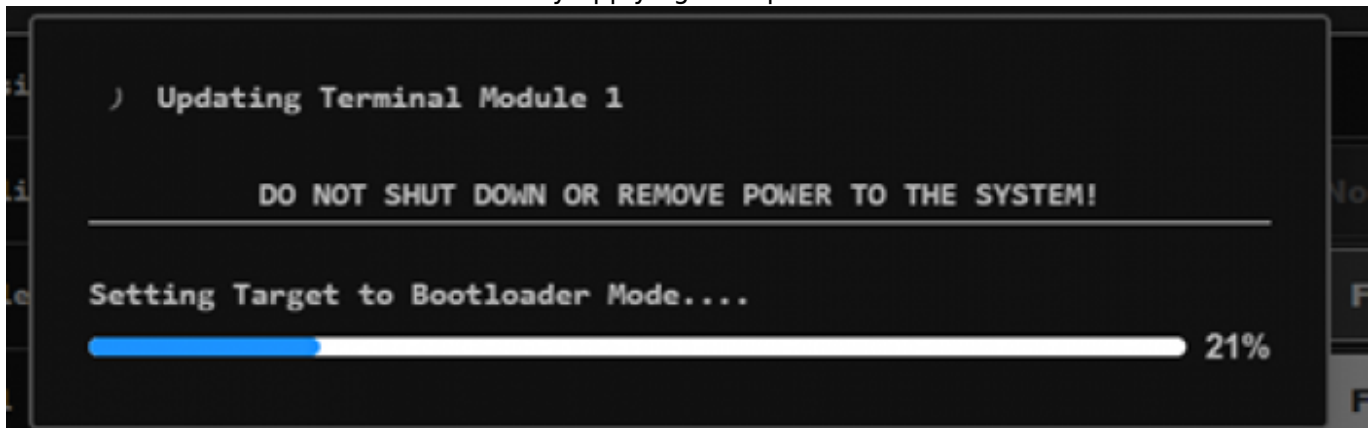 Updating Terminal Module 1
DO NOT SHUT DOWN OR REMOVE POWER TO THE SYSTEM!
Setting Target to Bootloader Mode....
21%